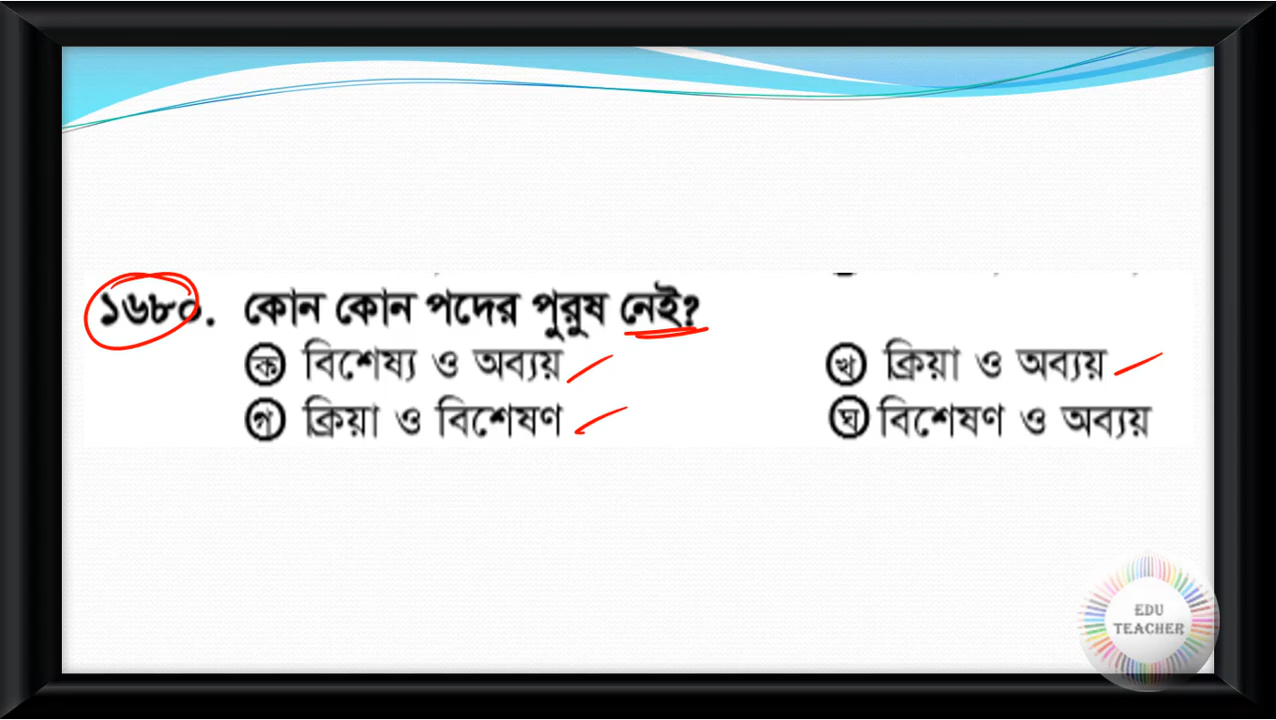 ১৬৮০. কোন কোন পদের পুরুষ নেই?
ক বিশেষ্য ও অব্যয় খ ক্রিয়া ও অব্যয়
গ ক্রিয়া ও বিশেষণ ঘ বিশেষণ ও অব্যয়
EDU
TEACHER